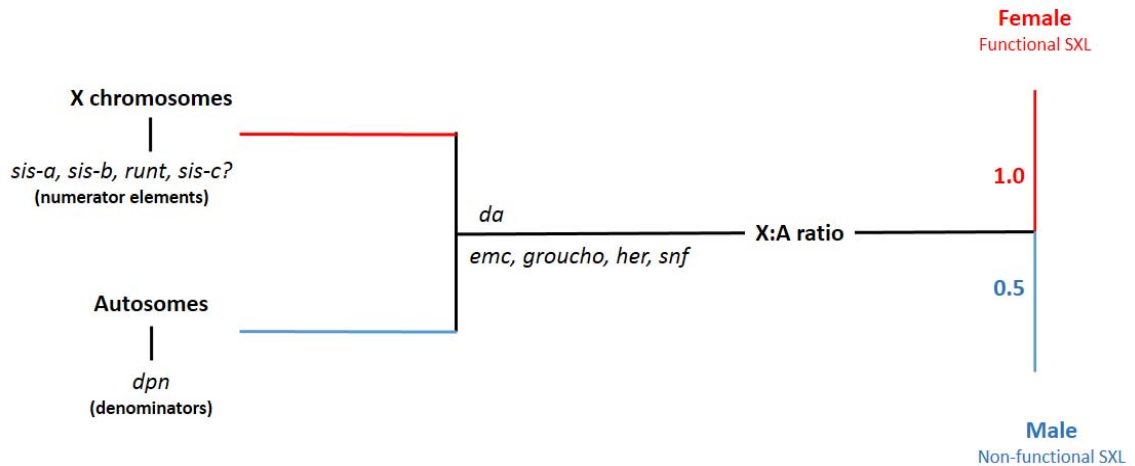 Female
Functional SXL
X chromosomes
sis-a, sis-b, runt, sis-c?
(numerator elements)
1.0
da
X:A ratio
emc, groucho, her, snf
0.5
Autosomes
dpn
(denominators)
Male
Non-functional SXL